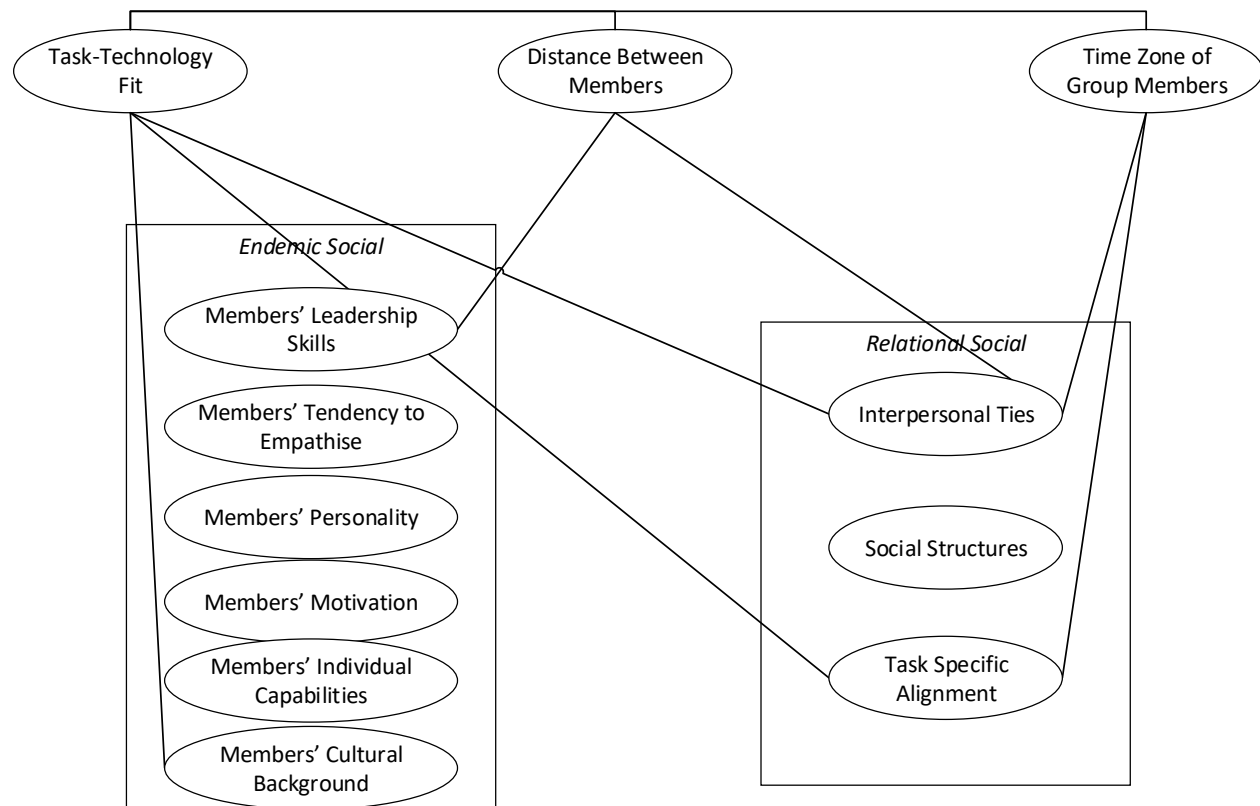 Task-Technology
Fit
Distance Between
Members
Time Zone of
Group Members
Endemic Social
Members’ Leadership
Skills
Members’ Tendency to
Empathise
Members’ Personality
Members’ Motivation
Members’ Individual
Capabilities
Members’ Cultural
Background
Relational Social
Interpersonal Ties
Social Structures
Task Specific
Alignment